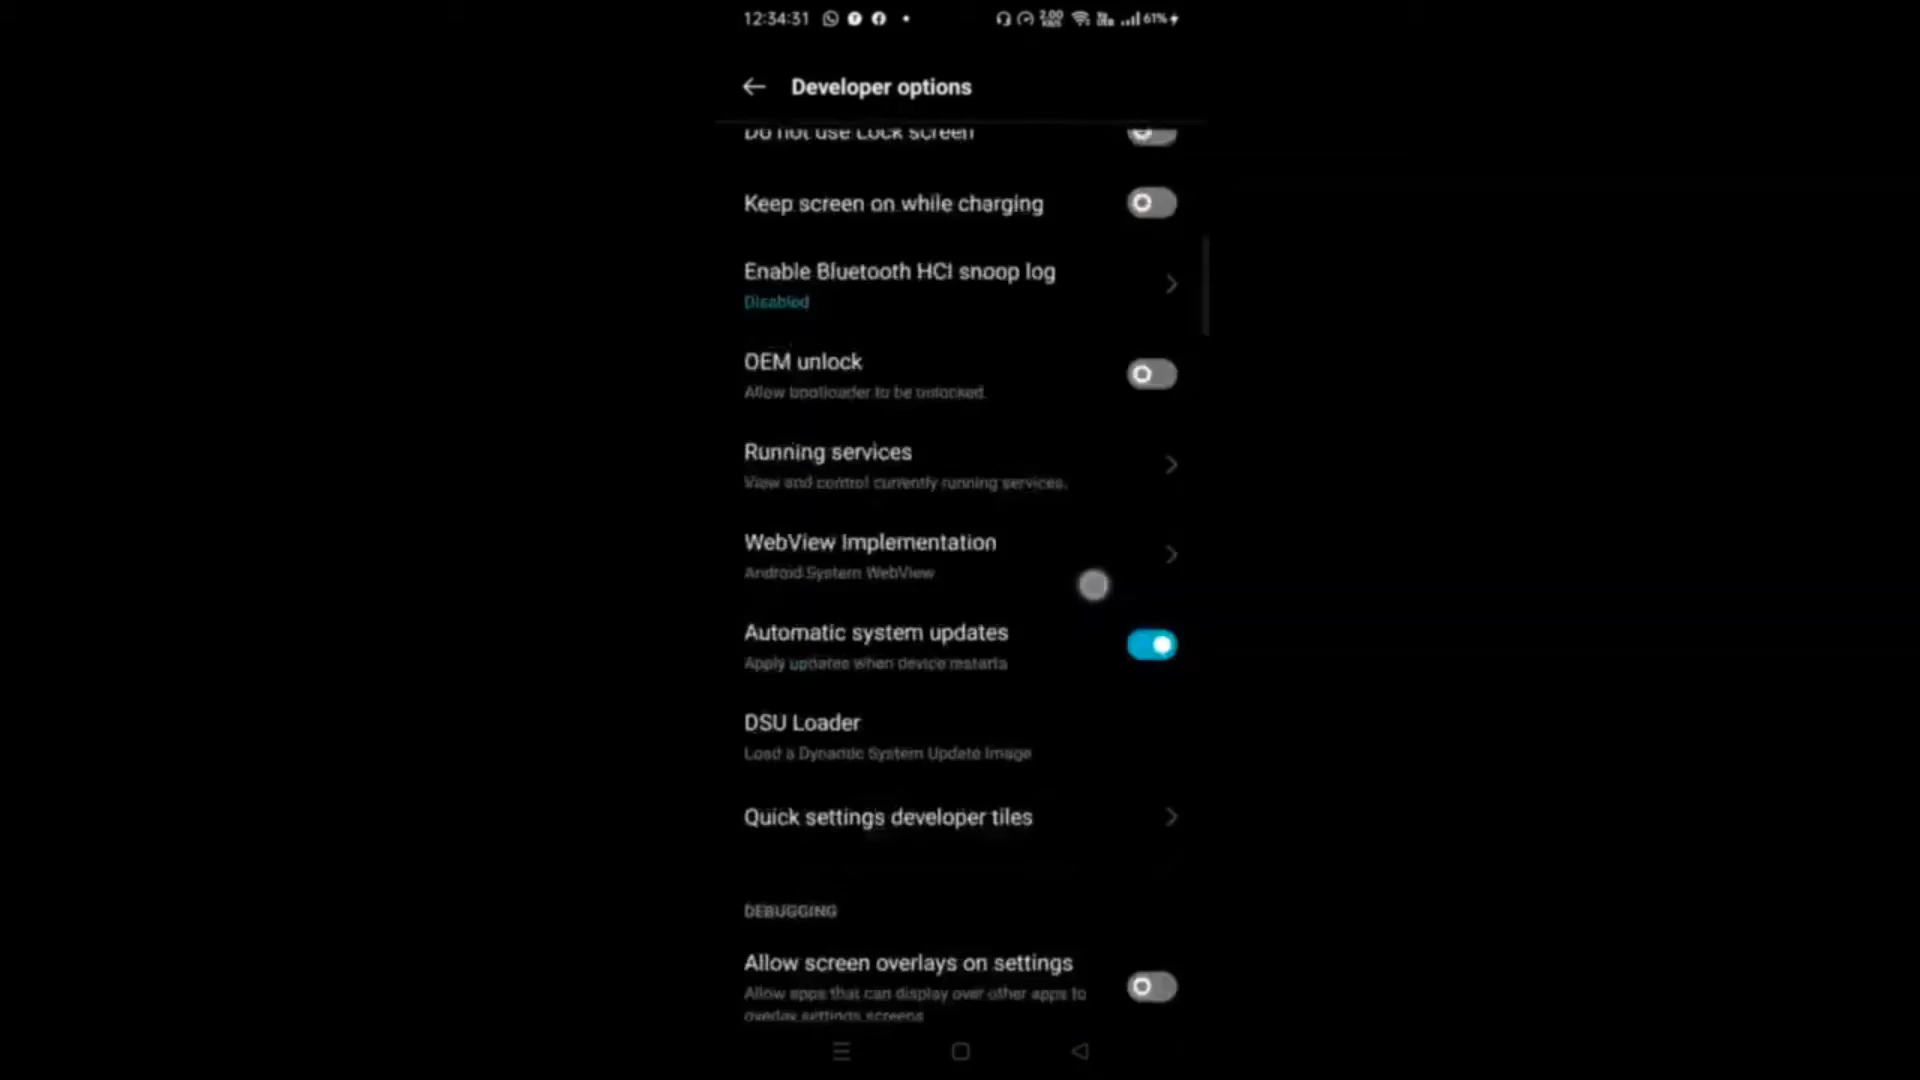 12:34:31 2.00 KB/S 61%
Developer options
Do not use Lock screen
Keep screen on while charging
Enable Bluetooth HCI snoop log
Disabled
OEM unlock
Allow bootloader to be unlocked.
Running services
View and control currently running services.
WebView Implementation
Android System WebView
Automatic system updates
Apply updates when device restarts
DSU Loader
Load a Dynamic System Update Image
Quick settings developer tiles
DEBUGGING
Allow screen overlays on settings
Allow apps that can display over other apps to
overlay settings screens